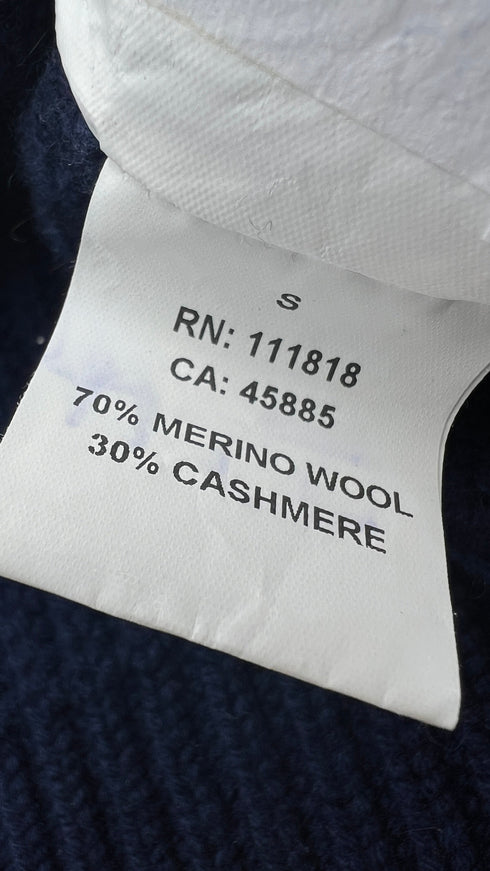 S
RN: 111818
CA: 45885
70% MERINO WOOL
30% CASHMERE